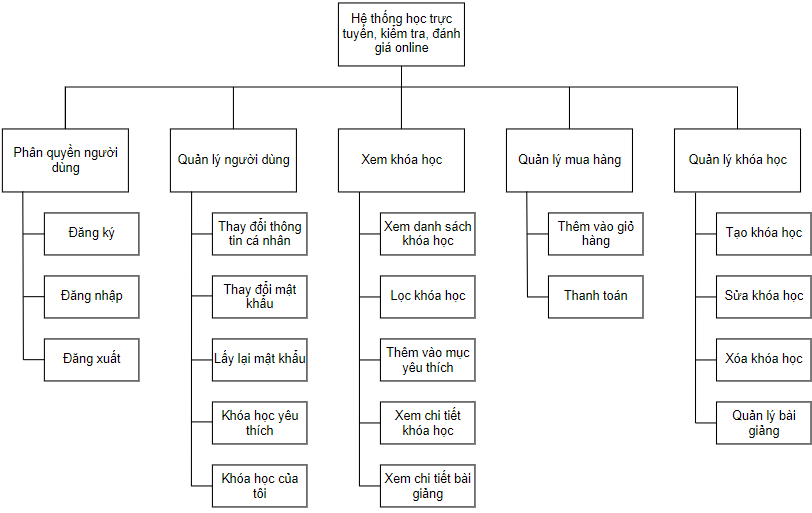 Hệ thống học trực
tuyến, kiểm tra, đánh
giá online
Phân quyền người
dùng
Quản lý người dùng
Xem khóa học
Quản lý mua hàng
Quản lý khóa học
Đăng ký
Đăng nhập
Đăng xuất
Thay đổi thông
tin cá nhân
Thay đổi mật
khẩu
Lấy lại mật khẩu
Khóa học yêu
thích
Khóa học của
tôi
Xem danh sách
khóa học
Lọc khóa học
Thêm vào mục
yêu thích
Xem chi tiết
khóa học
Xem chi tiết bài
giảng
Thêm vào giỏ
hàng
Thanh toán
Tạo khóa học
Sửa khóa học
Xóa khóa học
Quản lý bài
giảng